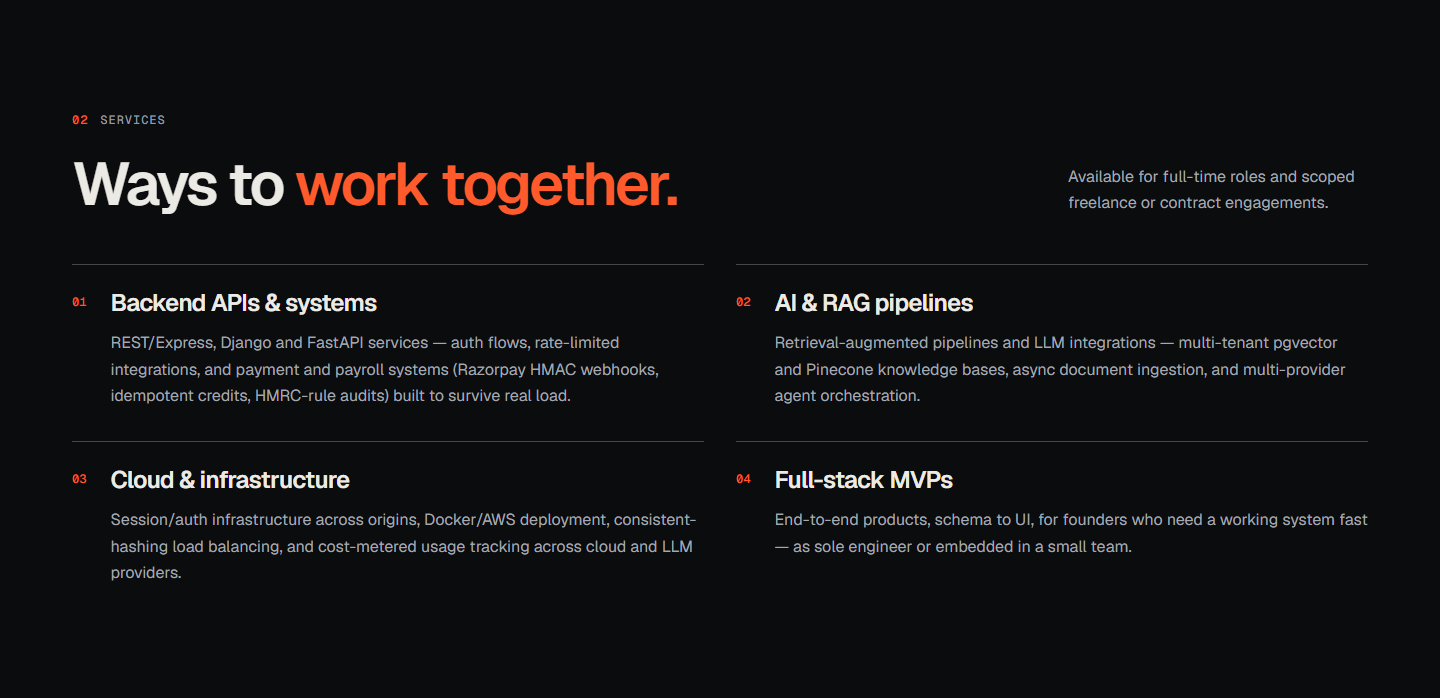 02 SERVICES
Ways to work together.
Available for full-time roles and scoped
freelance or contract engagements.
01 Backend APIs & systems
REST/Express, Django and FastAPI services — auth flows, rate-limited
integrations, and payment and payroll systems (Razorpay HMAC webhooks,
idempotent credits, HMRC-rule audits) built to survive real load.
02 AI & RAG pipelines
Retrieval-augmented pipelines and LLM integrations — multi-tenant pgvector
and Pinecone knowledge bases, async document ingestion, and multi-provider
agent orchestration.
03 Cloud & infrastructure
Session/auth infrastructure across origins, Docker/AWS deployment, consistent-
hashing load balancing, and cost-metered usage tracking across cloud and LLM
providers.
04 Full-stack MVPs
End-to-end products, schema to UI, for founders who need a working system fast
— as sole engineer or embedded in a small team.